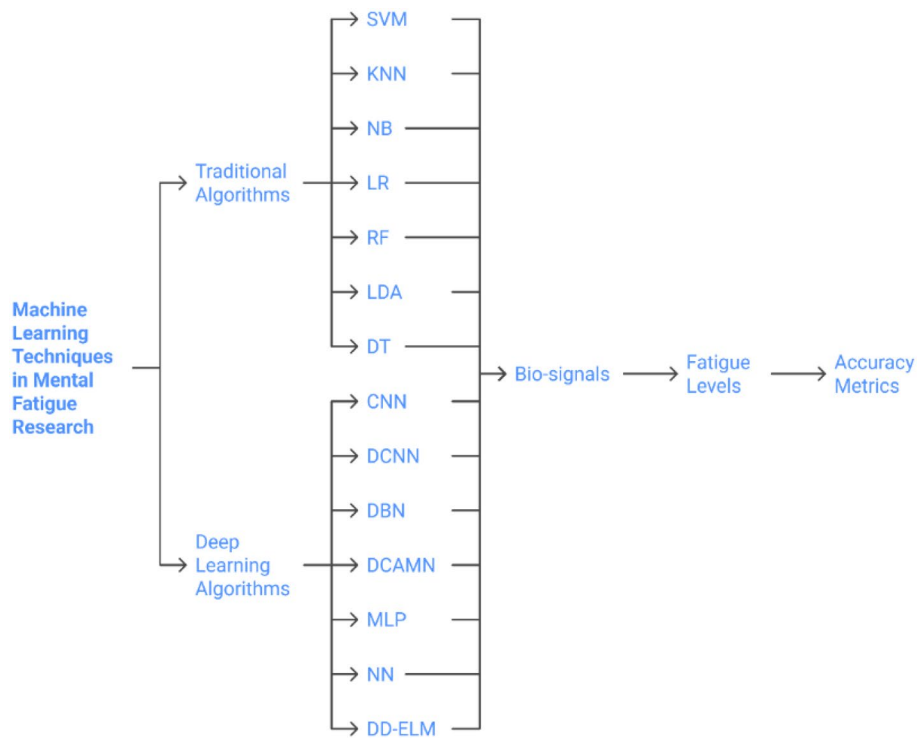 Machine
Learning
Techniques
in Mental
Fatigue
Research
Traditional
Algorithms
SVM
KNN
NB
LR
RF
LDA
DT
Deep
Learning
Algorithms
CNN
DCNN
DBN
DCAMN
MLP
NN
DD-ELM
Bio-signals
Fatigue
Levels
Accuracy
Metrics